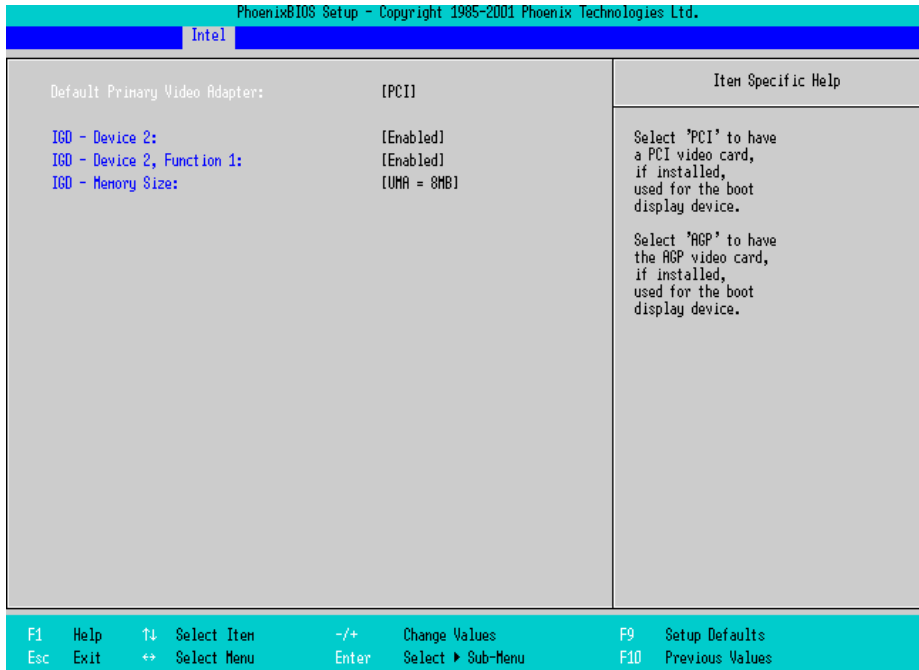 PhoenixBIOS Setup - Copyright 1985-2001 Phoenix Technologies Ltd.
Intel
Default Primary Video Adapter: [PCI]
IGD - Device 2: [Enabled]
IGD - Device 2, Function 1: [Enabled]
IGD - Memory Size: [UMA = 8MB]
Item Specific Help
Select 'PCI' to have
a PCI video card,
if installed,
used for the boot
display device.
Select 'AGP' to have
the AGP video card,
if installed,
used for the boot
display device.
F1 Help ↑↓ Select Item -/+ Change Values F9 Setup Defaults
Esc Exit ↔ Select Menu Enter Select ▶ Sub-Menu F10 Previous Values